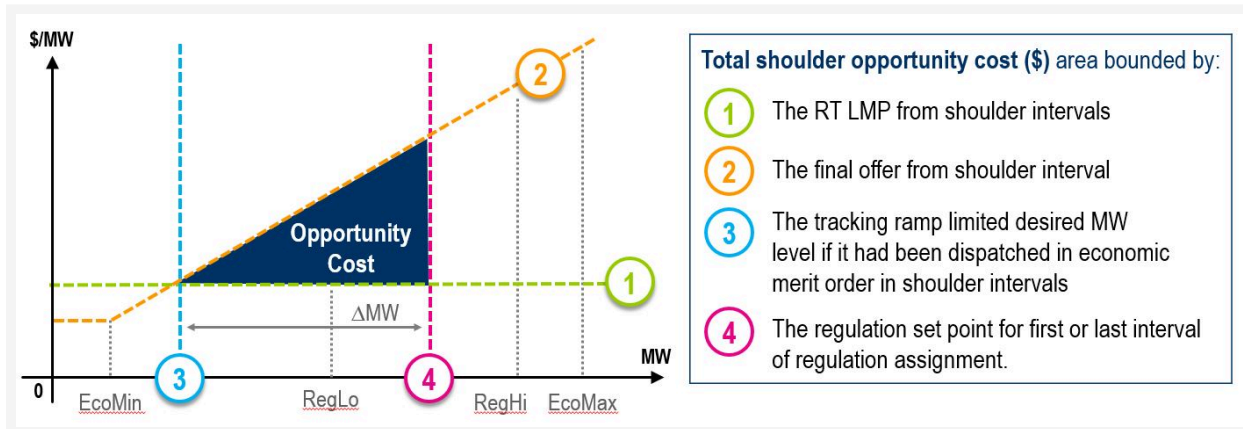 $/MW
2
Opportunity
Cost
1
ΔMW
MW
0
EcoMin
3
RegLo
4
RegHi
EcoMax
Total shoulder opportunity cost ($) area bounded by:
1 The RT LMP from shoulder intervals
2 The final offer from shoulder interval
3 The tracking ramp limited desired MW
level if it had been dispatched in economic
merit order in shoulder intervals
4 The regulation set point for first or last interval
of regulation assignment.